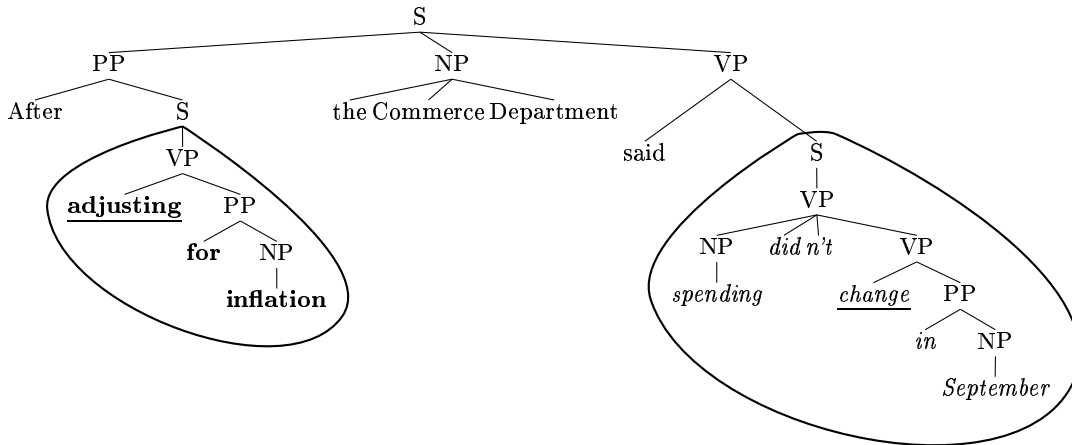 S
PP NP VP
After S the Commerce Department
VP said S
adjusting PP VP
for NP NP did n't VP
inflation spending change PP
in NP
September